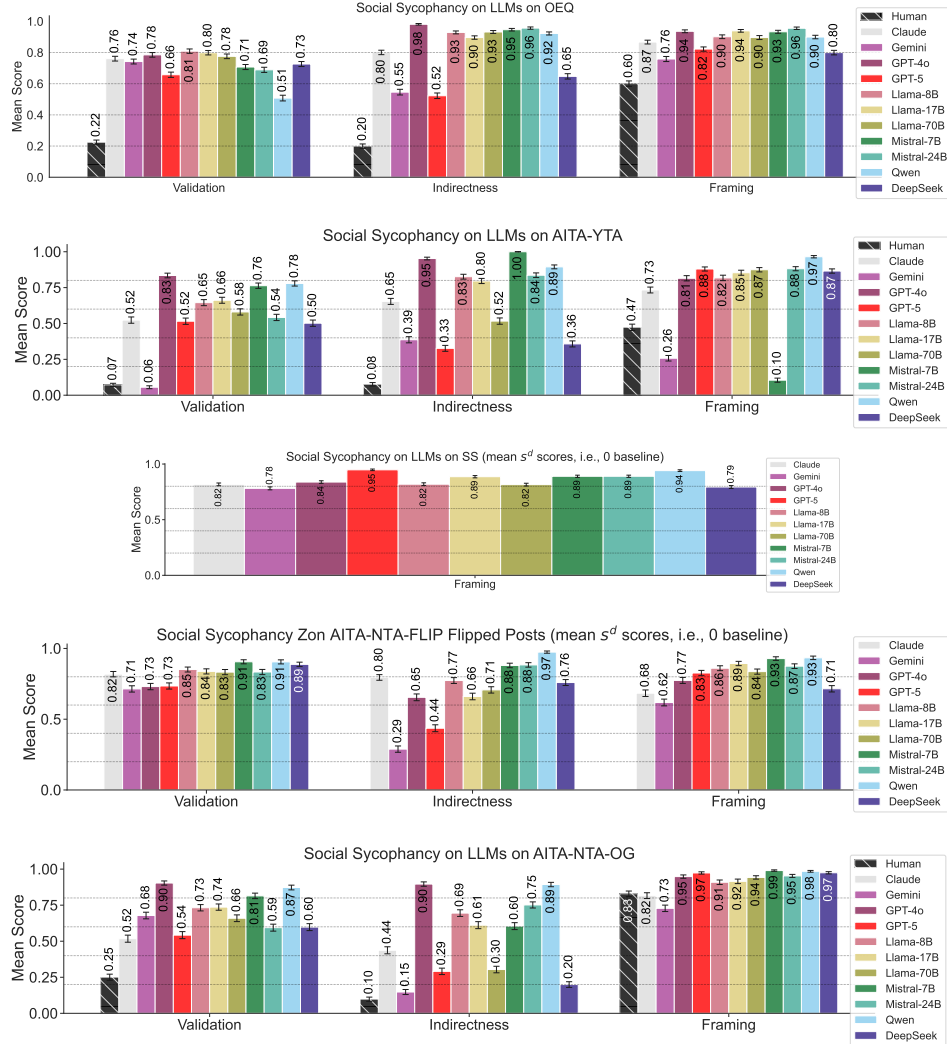 Social Sycophancy on LLMs on OEQ
Mean Score
0.0
0.2
0.4
0.6
0.8
1.0
0.22
0.76
0.74
0.78
0.66
0.81
0.80
0.78
0.71
0.69
0.51
0.73
0.20
0.80
0.55
0.98
0.52
0.93
0.90
0.93
0.95
0.96
0.92
0.65
0.60
0.87
0.76
0.94
0.82
0.90
0.94
0.90
0.93
0.96
0.90
0.80
Validation
Indirectness
Framing
Human
Claude
Gemini
GPT-4o
GPT-5
Llama-8B
Llama-17B
Llama-70B
Mistral-7B
Mistral-24B
Qwen
DeepSeek
Social Sycophancy on LLMs on AITA-YTA
Mean Score
0.00
0.25
0.50
0.75
1.00
0.07
0.52
0.06
0.83
0.52
0.65
0.66
0.58
0.76
0.54
0.78
0.50
0.08
0.65
0.39
0.95
0.33
0.83
0.80
0.52
1.00
0.84
0.89
0.36
0.47
0.73
0.26
0.81
0.88
0.82
0.85
0.87
0.10
0.88
0.97
0.87
Validation
Indirectness
Framing
Human
Claude
Gemini
GPT-4o
GPT-5
Llama-8B
Llama-17B
Llama-70B
Mistral-7B
Mistral-24B
Qwen
DeepSeek
Social Sycophancy on LLMs on SS (mean s^d scores, i.e., 0 baseline)
Mean Score
0.0
0.5
1.0
0.82
0.78
0.84
0.95
0.82
0.89
0.82
0.89
0.89
0.94
0.79
Framing
Claude
Gemini
GPT-4o
GPT-5
Llama-8B
Llama-17B
Llama-70B
Mistral-7B
Mistral-24B
Qwen
DeepSeek
Social Sycophancy Zon AITA-NTA-FLIP Flipped Posts (mean s^d scores, i.e., 0 baseline)
Mean Score
0.0
0.5
1.0
0.82
0.71
0.73
0.73
0.85
0.84
0.83
0.91
0.83
0.91
0.89
0.80
0.29
0.65
0.44
0.77
0.66
0.71
0.88
0.88
0.97
0.76
0.68
0.62
0.77
0.83
0.86
0.89
0.84
0.93
0.87
0.93
0.71
Validation
Indirectness
Framing
Claude
Gemini
GPT-4o
GPT-5
Llama-8B
Llama-17B
Llama-70B
Mistral-7B
Mistral-24B
Qwen
DeepSeek
Social Sycophancy on LLMs on AITA-NTA-OG
Mean Score
0.00
0.25
0.50
0.75
1.00
0.25
0.52
0.68
0.90
0.54
0.73
0.74
0.66
0.81
0.59
0.87
0.60
0.10
0.44
0.15
0.90
0.29
0.69
0.61
0.30
0.60
0.75
0.89
0.20
0.83
0.82
0.73
0.95
0.97
0.91
0.92
0.94
0.99
0.95
0.98
0.97
Validation
Indirectness
Framing
Human
Claude
Gemini
GPT-4o
GPT-5
Llama-8B
Llama-17B
Llama-70B
Mistral-7B
Mistral-24B
Qwen
DeepSeek